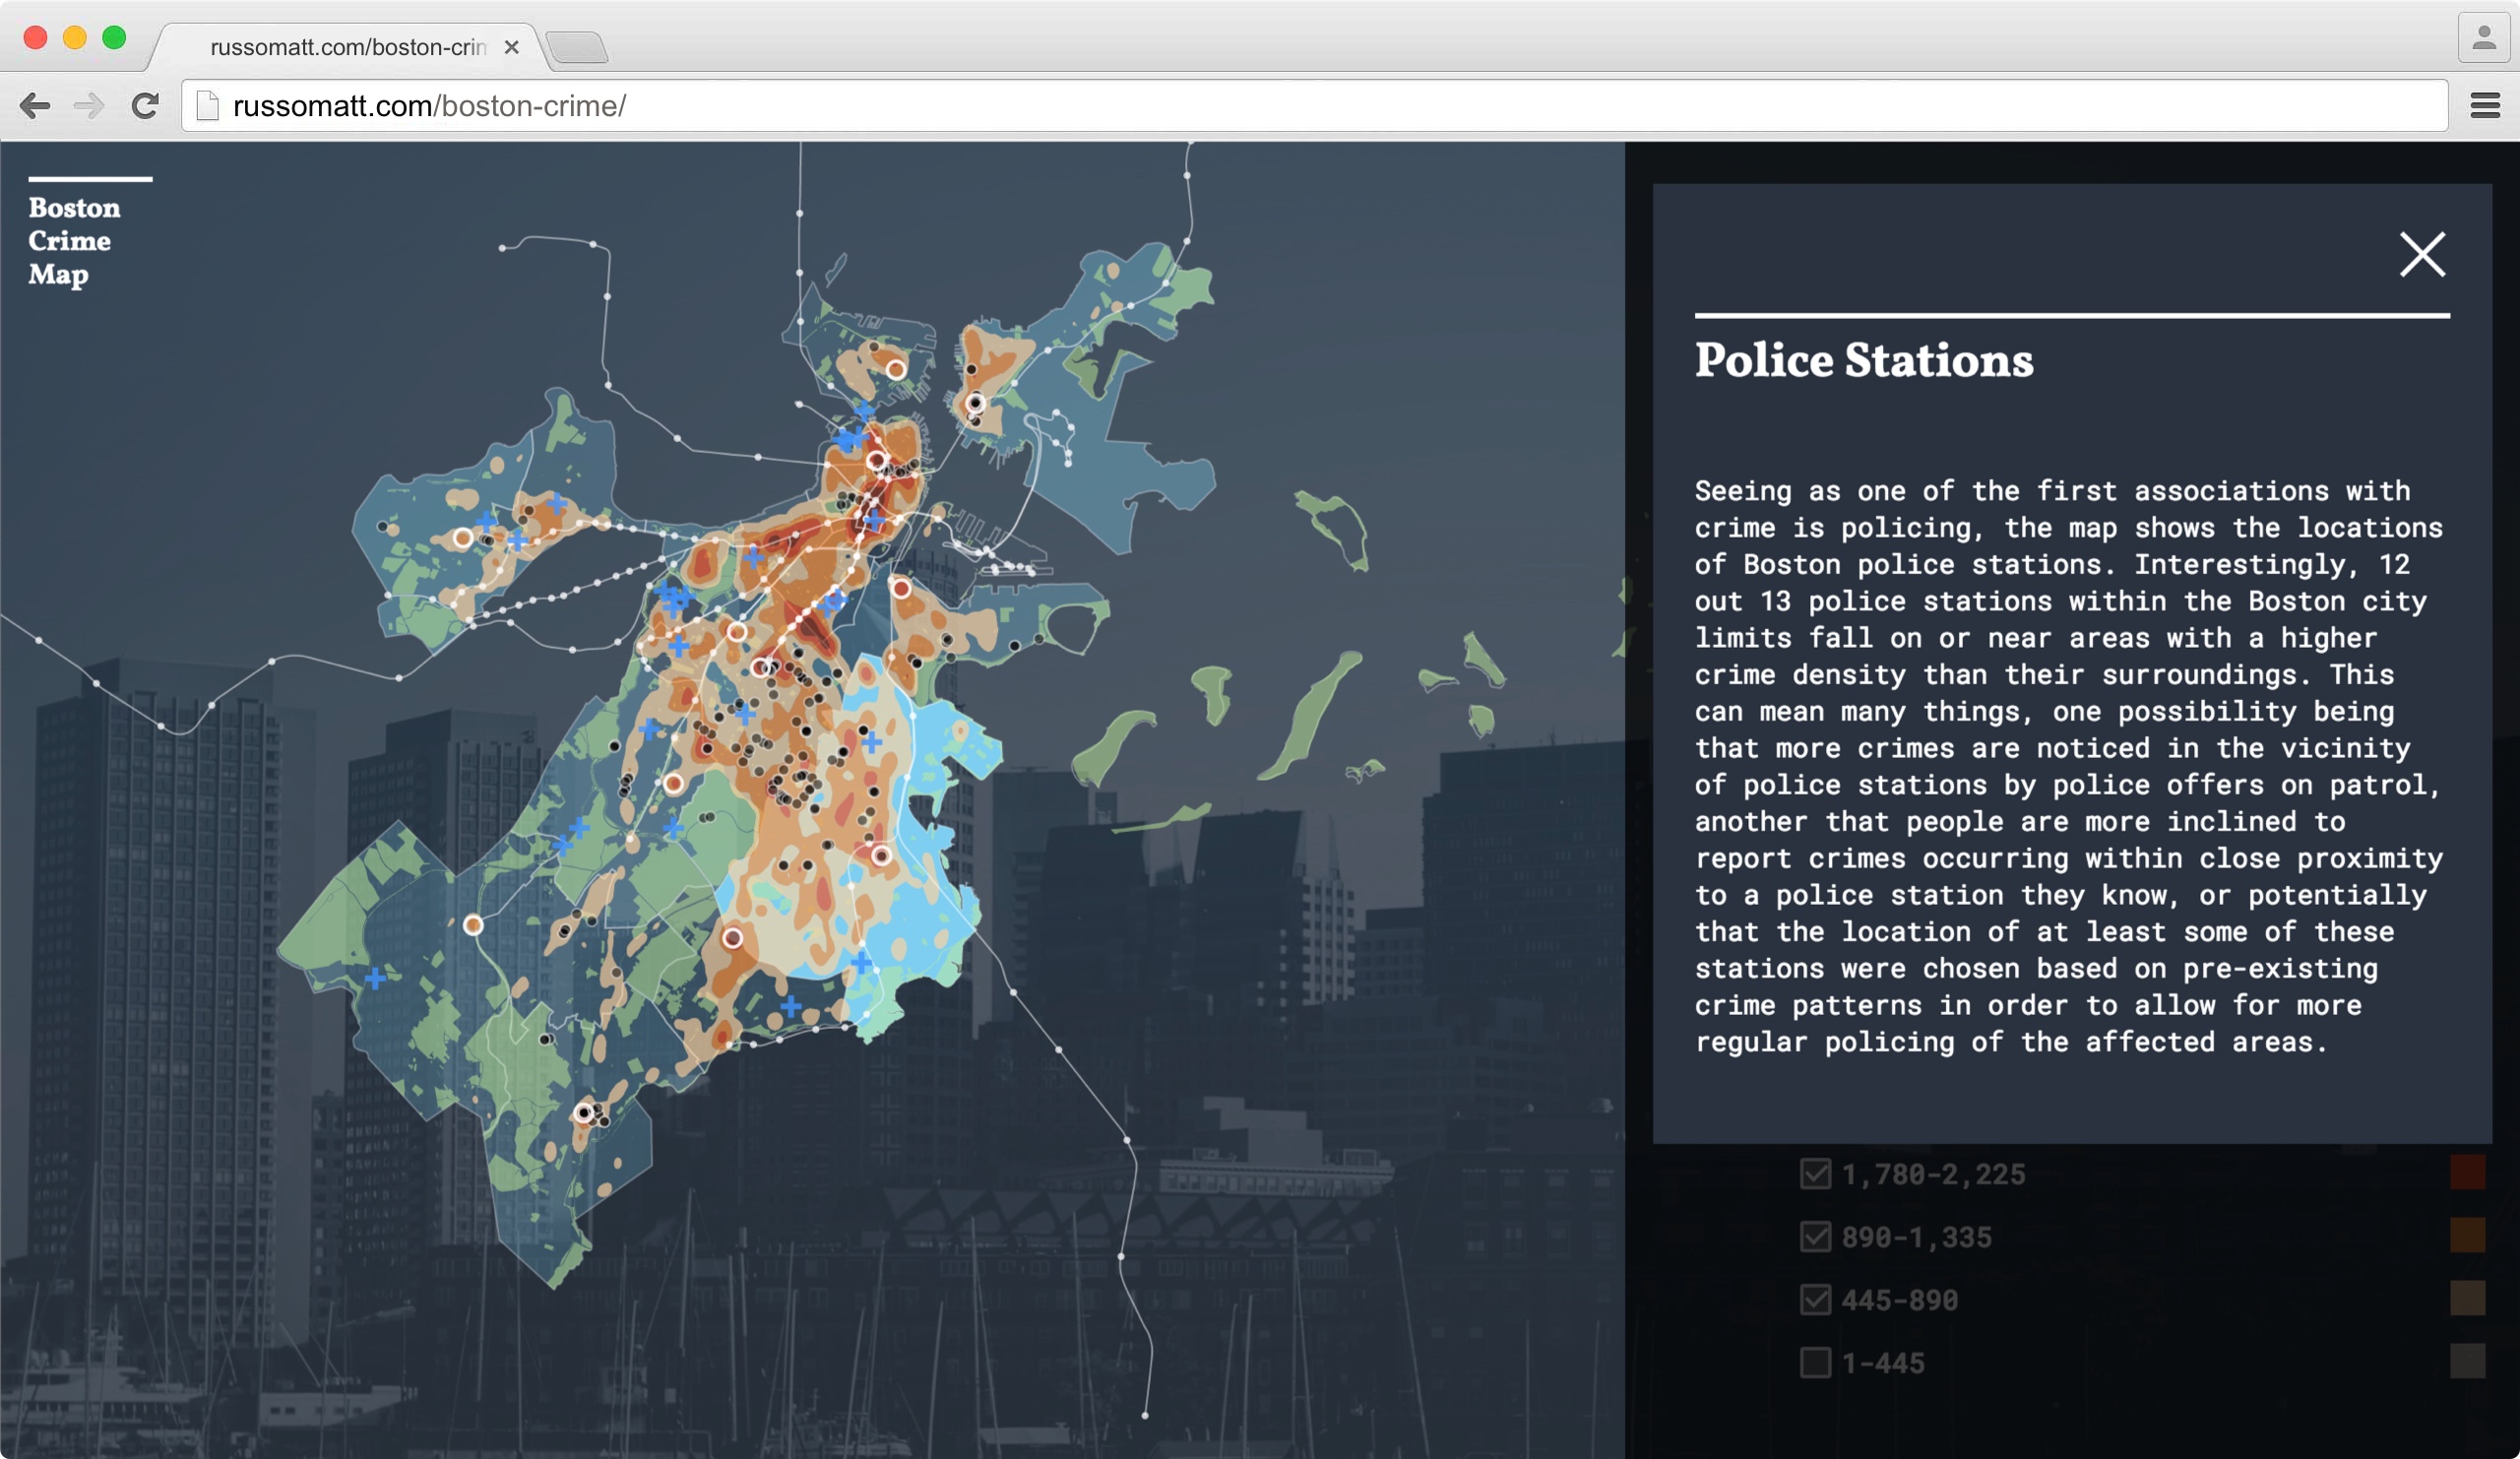 russomatt.com/boston-crim
russomatt.com/boston-crime/
Boston
Crime
Map
Police Stations
Seeing as one of the first associations with
crime is policing, the map shows the locations
of Boston police stations. Interestingly, 12
out 13 police stations within the Boston city
limits fall on or near areas with a higher
crime density than their surroundings. This
can mean many things, one possibility being
that more crimes are noticed in the vicinity
of police stations by police offers on patrol,
another that people are more inclined to
report crimes occurring within close proximity
to a police station they know, or potentially
that the location of at least some of these
stations were chosen based on pre-existing
crime patterns in order to allow for more
regular policing of the affected areas.
1,780-2,225
890-1,335
445-890
1-445